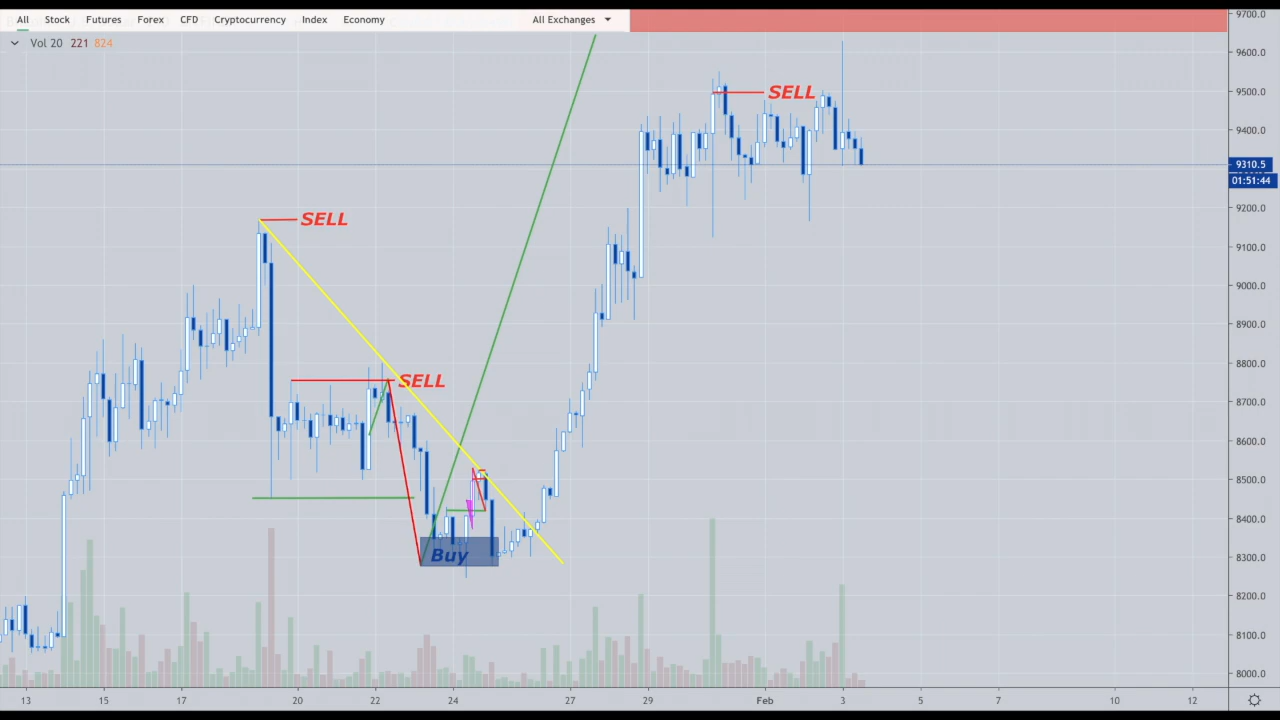 All Stock Futures Forex CFD Cryptocurrency Index Economy All Exchanges
Vol 20 221 824
9700.0
9600.0
9500.0
SELL
9400.0
9310.5
01:51:44
9200.0
SELL
9100.0
9000.0
8900.0
8800.0
SELL
8700.0
8600.0
8500.0
8400.0
Buy
8300.0
8200.0
8100.0
8000.0
13 15 17 20 22 24 27 29 Feb 3 5 7 10 12